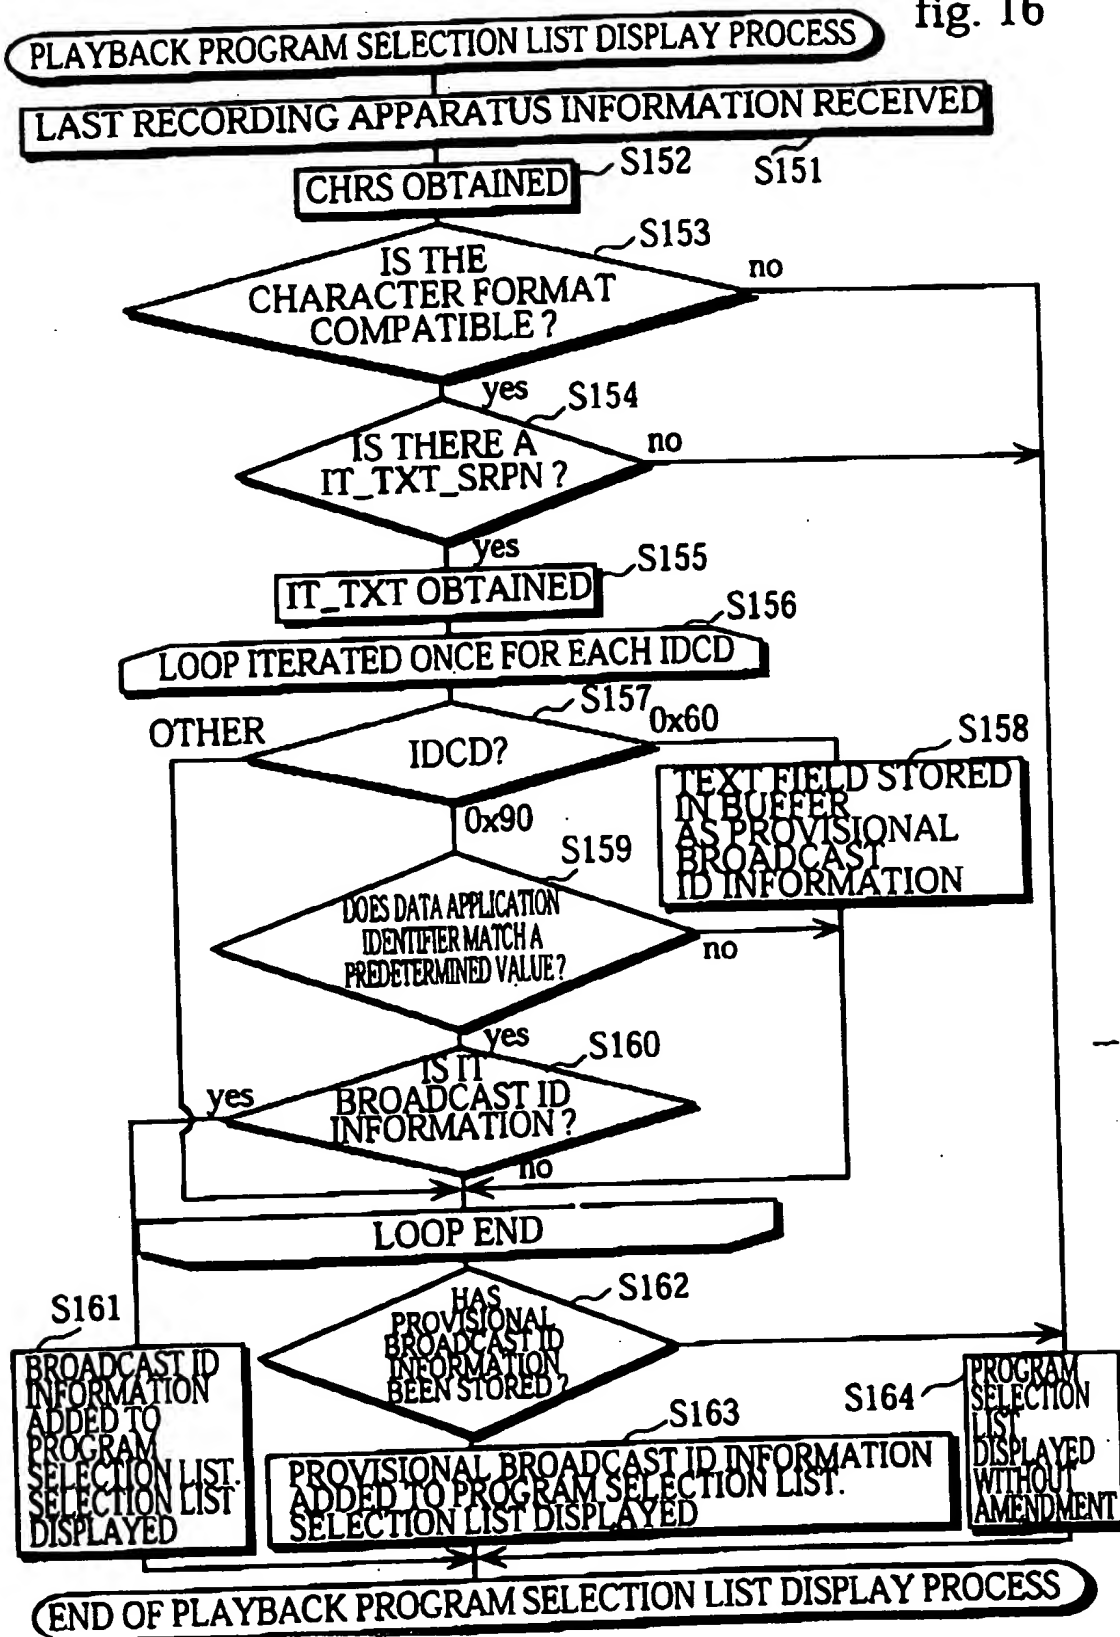 fig. 16
PLAYBACK PROGRAM SELECTION LIST DISPLAY PROCESS
LAST RECORDING APPARATUS INFORMATION RECEIVED
S151
CHRS OBTAINED
S152
S153
IS THE
CHARACTER FORMAT
COMPATIBLE ?
no
yes
S154
IS THERE A
IT_TXT_SRPN ?
no
yes
S155
IT_TXT OBTAINED
S156
LOOP ITERATED ONCE FOR EACH IDCD
S157
OTHER
IDCD?
0x60
0x90
S158
TEXT FIELD STORED
IN BUFFER
AS PROVISIONAL
BROADCAST
ID INFORMATION
S159
DOES DATA APPLICATION
IDENTIFIER MATCH A
PREDETERMINED VALUE ?
no
yes
S160
IS IT
BROADCAST ID
INFORMATION ?
yes
no
LOOP END
S162
HAS
PROVISIONAL
BROADCAST ID
INFORMATION
BEEN STORED ?
S161
BROADCAST ID
INFORMATION
ADDED TO
PROGRAM
SELECTION LIST.
SELECTION LIST
DISPLAYED
S163
PROVISIONAL BROADCAST ID INFORMATION
ADDED TO PROGRAM SELECTION LIST.
SELECTION LIST DISPLAYED
S164
PROGRAM
SELECTION
LIST
DISPLAYED
WITHOUT
AMENDMENT
END OF PLAYBACK PROGRAM SELECTION LIST DISPLAY PROCESS